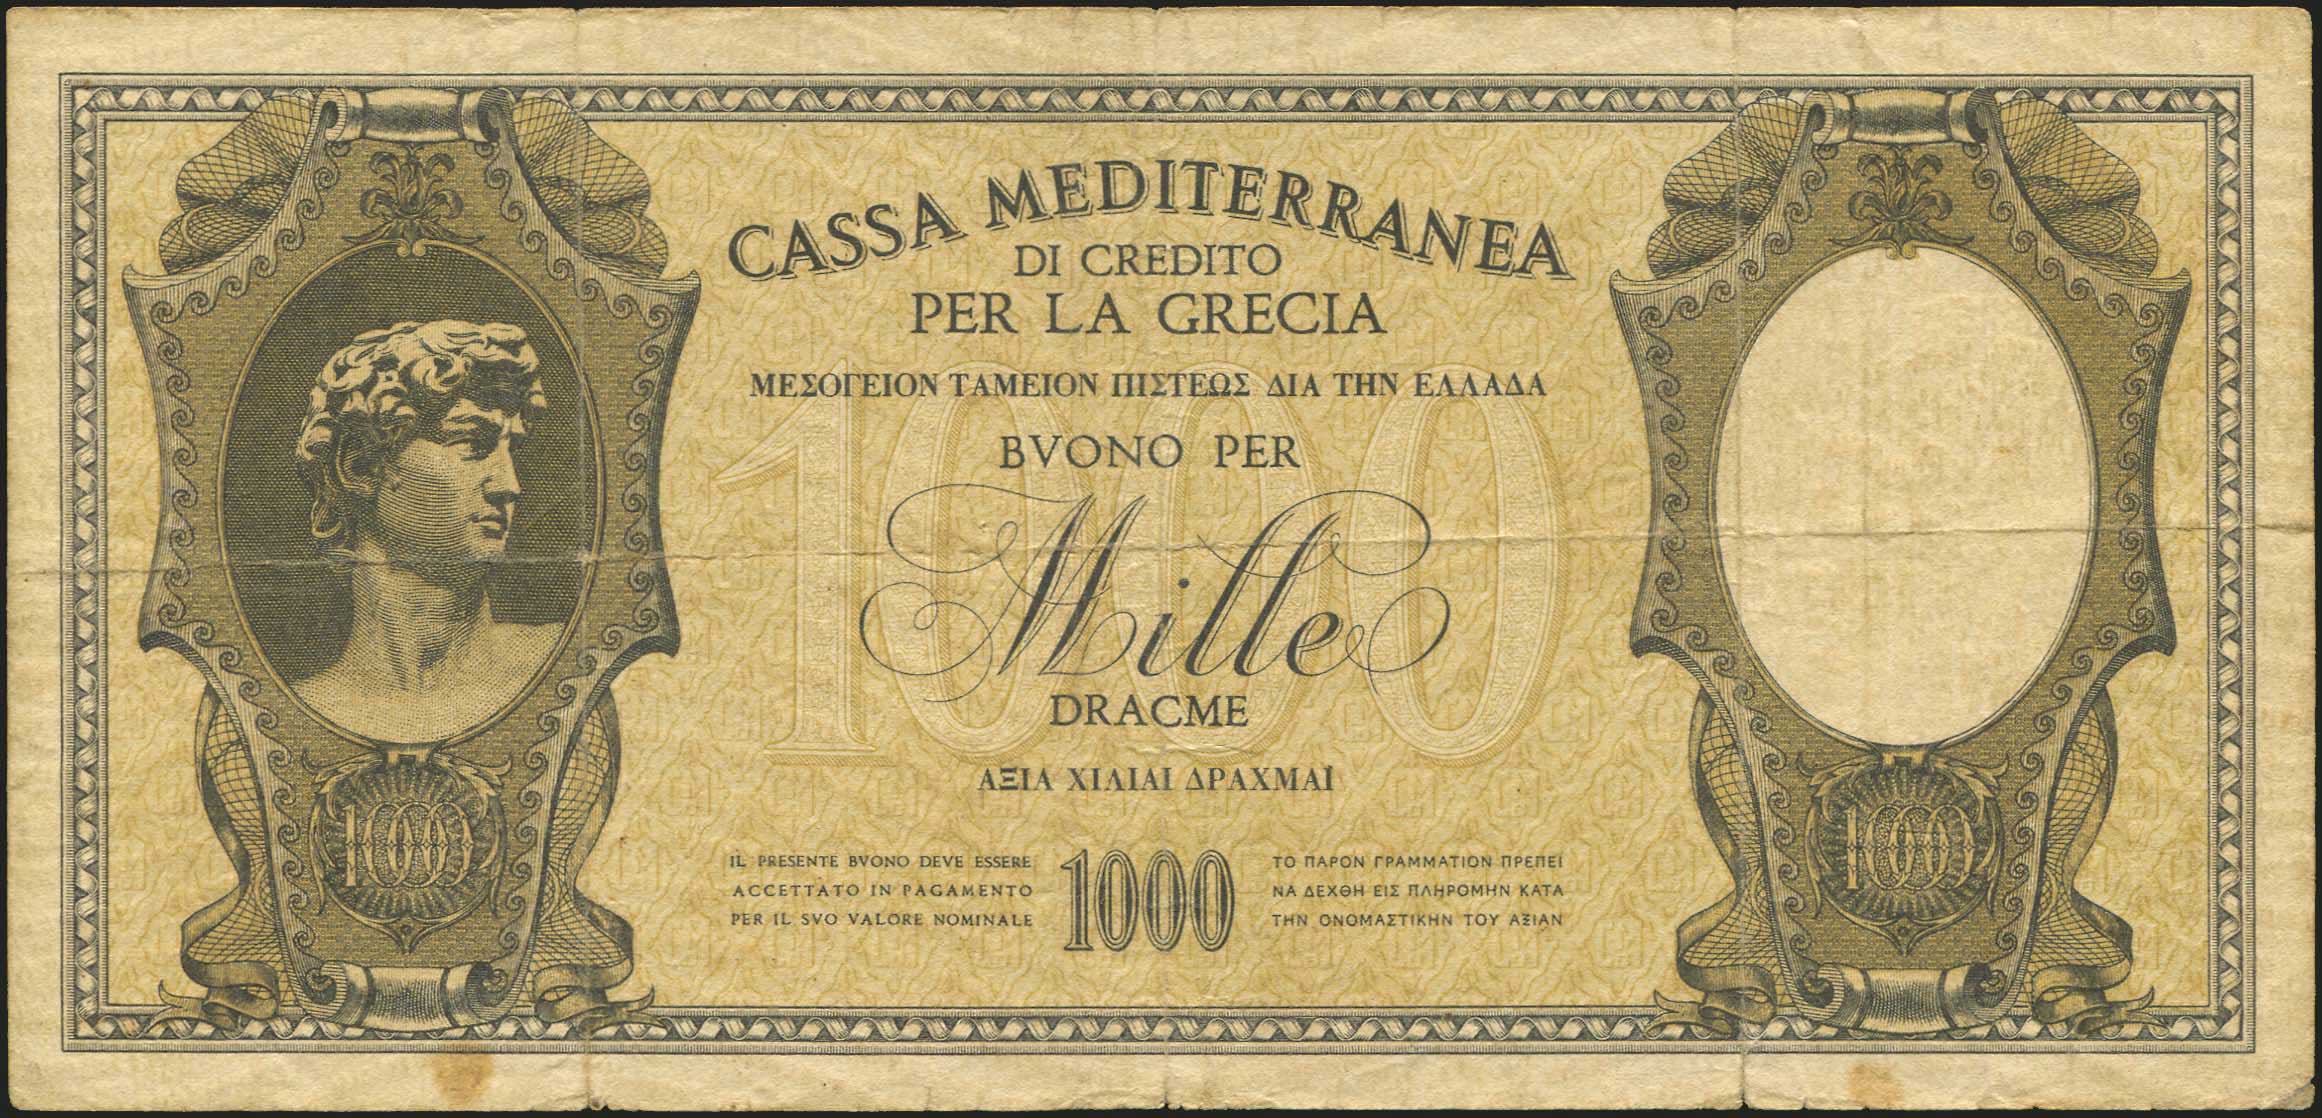 CASSA MEDITERRANEA
DI CREDITO
PER LA GRECIA
ΜΕΣΟΓΕΙΟΝ ΤΑΜΕΙΟΝ ΠΙΣΤΕΩΣ ΔΙΑ ΤΗΝ ΕΛΛΑΔΑ
1000
BVONO PER
Mille
DRACME
ΑΞΙΑ ΧΙΛΙΑΙ ΔΡΑΧΜΑΪ
1000
1000
IL PRESENTE BVONO DEVE ESSERE
ACCETTATO IN PAGAMENTO
PER IL SVO VALORE NOMINALE
1000
ΤΟ ΠΑΡΟΝ ΓΡΑΜΜΑΤΙΟΝ ΠΡΕΠΕΙ
ΝΑ ΔΕΧΘΗ ΕΙΣ ΠΛΗΡΟΜΗΝ ΚΑΤΑ
ΤΗΝ ΟΝΟΜΑΣΤΙΚΗΝ ΤΟΥ ΑΞΙΑΝ